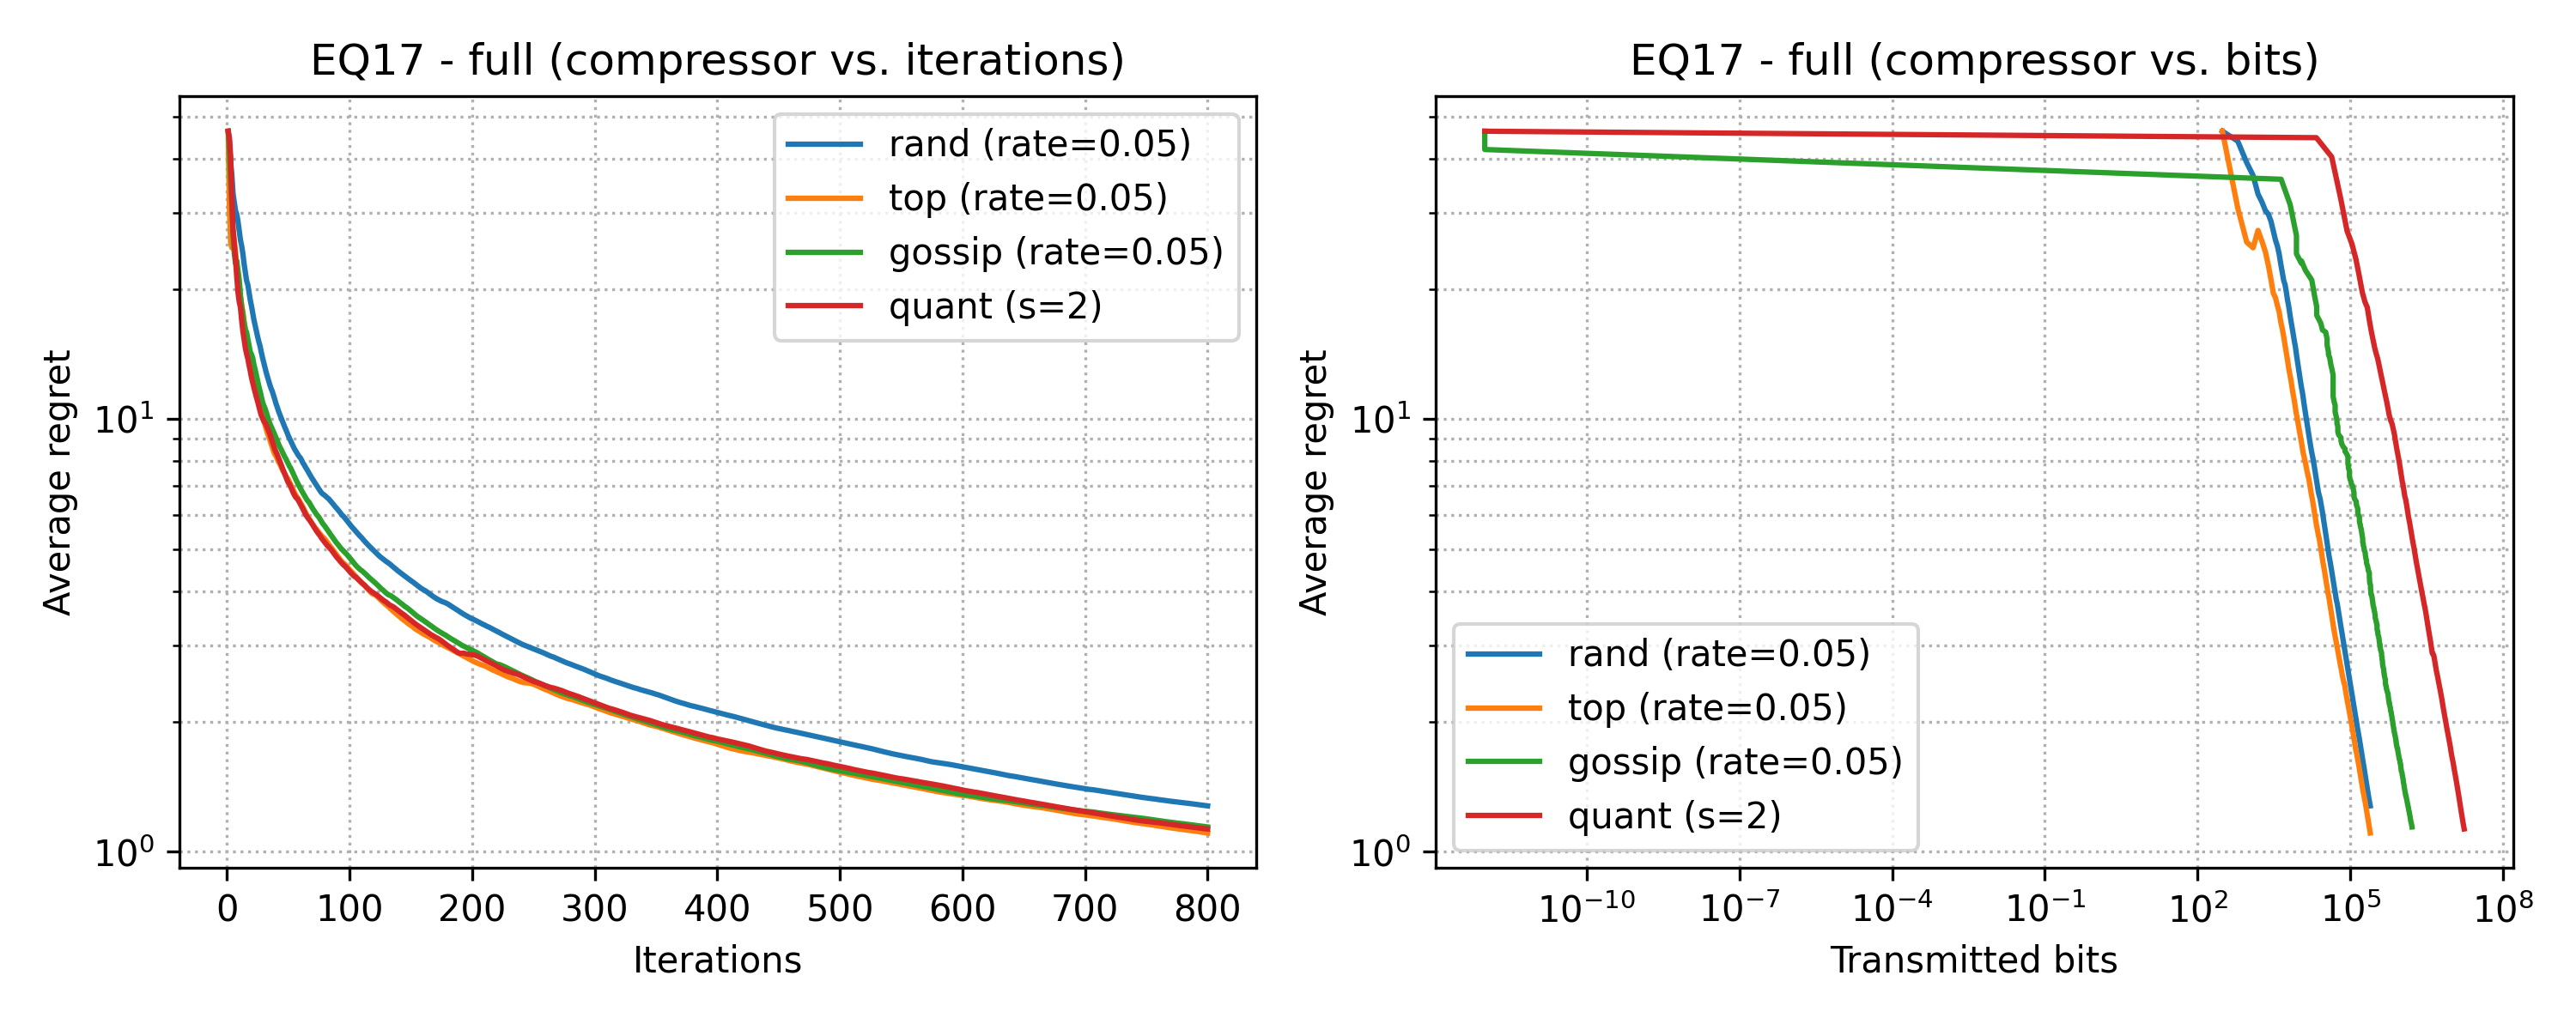 EQ17 - full (compressor vs. iterations)
Average regret
10¹
10⁰
rand (rate=0.05)
top (rate=0.05)
gossip (rate=0.05)
quant (s=2)
0 100 200 300 400 500 600 700 800
Iterations
EQ17 - full (compressor vs. bits)
Average regret
10¹
10⁰
rand (rate=0.05)
top (rate=0.05)
gossip (rate=0.05)
quant (s=2)
10⁻¹⁰ 10⁻⁷ 10⁻⁴ 10⁻¹ 10² 10⁵ 10⁸
Transmitted bits